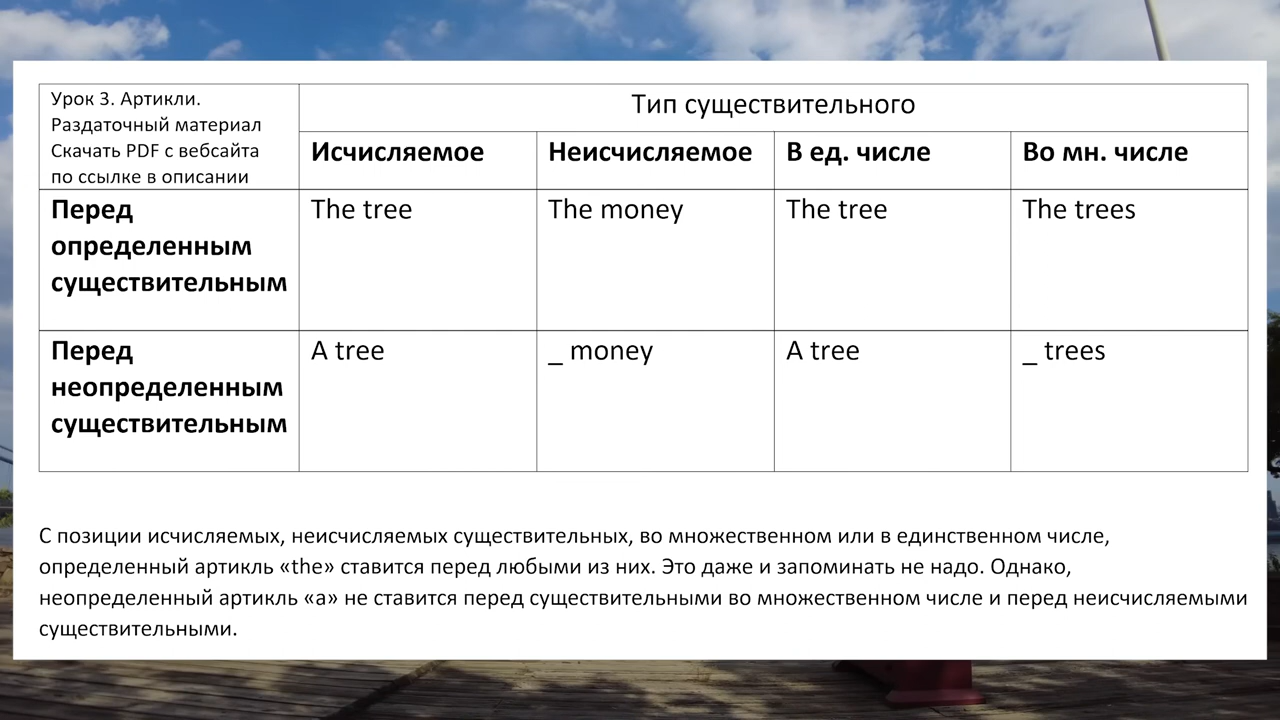 Урок 3. Артикли.
Раздаточный материал
Скачать PDF с вебсайта
по ссылке в описании
Тип существительного
Исчисляемое Неисчисляемое В ед. числе Во мн. числе
Перед
определенным
существительным
The tree The money The tree The trees
Перед
неопределенным
существительным
A tree _ money A tree _ trees
С позиции исчисляемых, неисчисляемых существительных, во множественном или в единственном числе,
определенный артикль «the» ставится перед любыми из них. Это даже и запоминать не надо. Однако,
неопределенный артикль «a» не ставится перед существительными во множественном числе и перед неисчисляемыми
существительными.